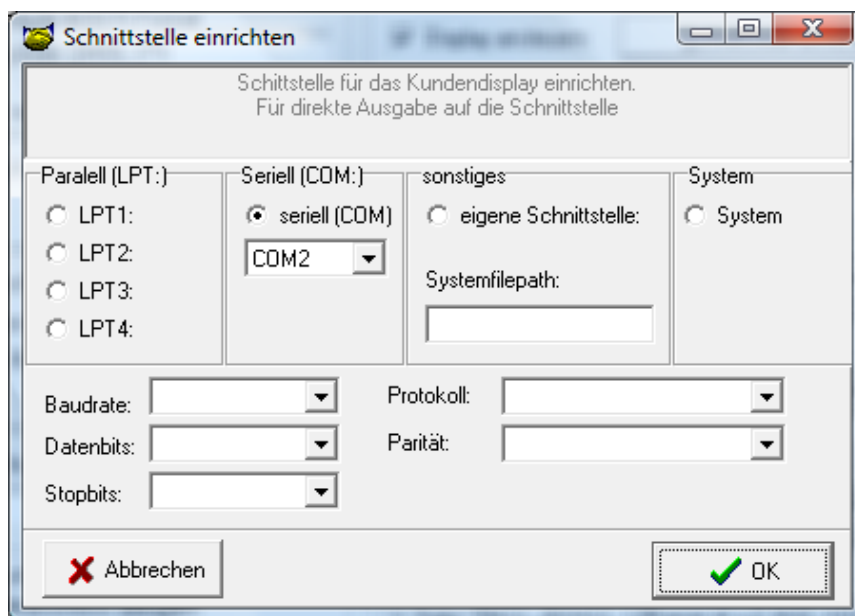 Schnittstelle einrichten
Schittstelle für das Kundendisplay einrichten.
Für direkte Ausgabe auf die Schnittstelle
Paralell (LPT:)
LPT1:
LPT2:
LPT3:
LPT4:
Seriell (COM:)
seriell (COM)
COM2
sonstiges
eigene Schnittstelle:
Systemfilepath:
System
System
Baudrate:
Datenbits:
Stopbits:
Protokoll:
Parität:
Abbrechen
OK